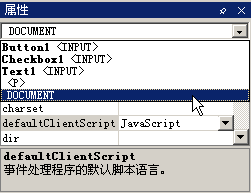 属性
DOCUMENT
Button1 <INPUT>
Checkbox1 <INPUT>
Text1 <INPUT>
<P>
DOCUMENT
charset
defaultClientScript JavaScript
dir
defaultClientScript
事件处理程序的默认脚本语言。